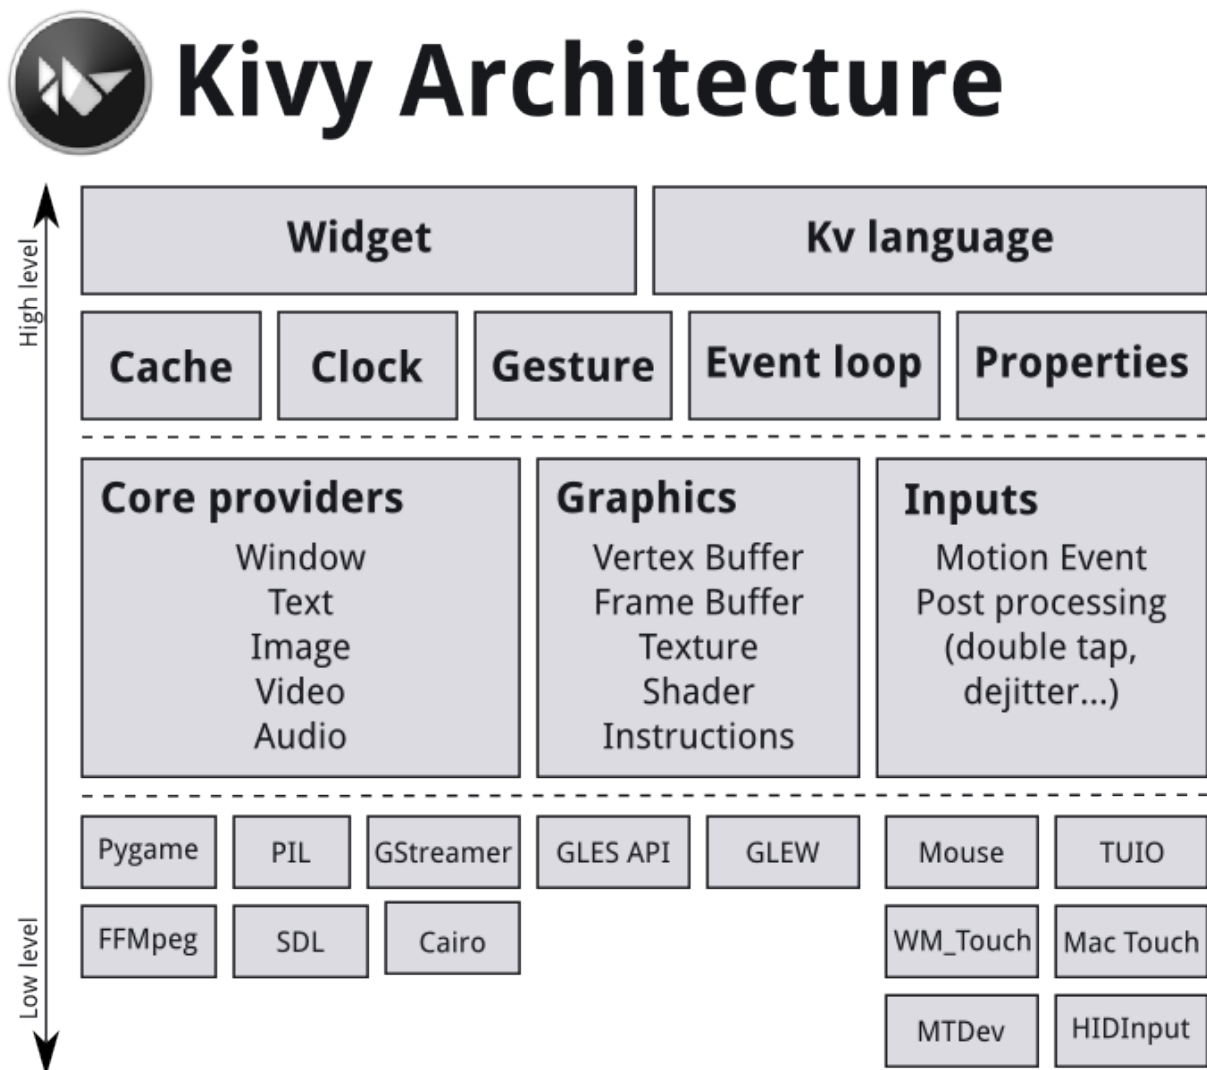 Kivy Architecture
High level
Widget
Kv language
Cache
Clock
Gesture
Event loop
Properties
Core providers
Window
Text
Image
Video
Audio
Graphics
Vertex Buffer
Frame Buffer
Texture
Shader
Instructions
Inputs
Motion Event
Post processing
(double tap,
dejitter...)
Low level
Pygame
PIL
GStreamer
GLES API
GLEW
Mouse
TUIO
FFMpeg
SDL
Cairo
WM_Touch
Mac Touch
MTDev
HIDInput